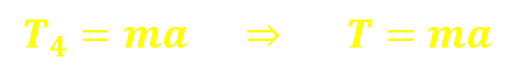 T₄ = ma ⇒ T = ma